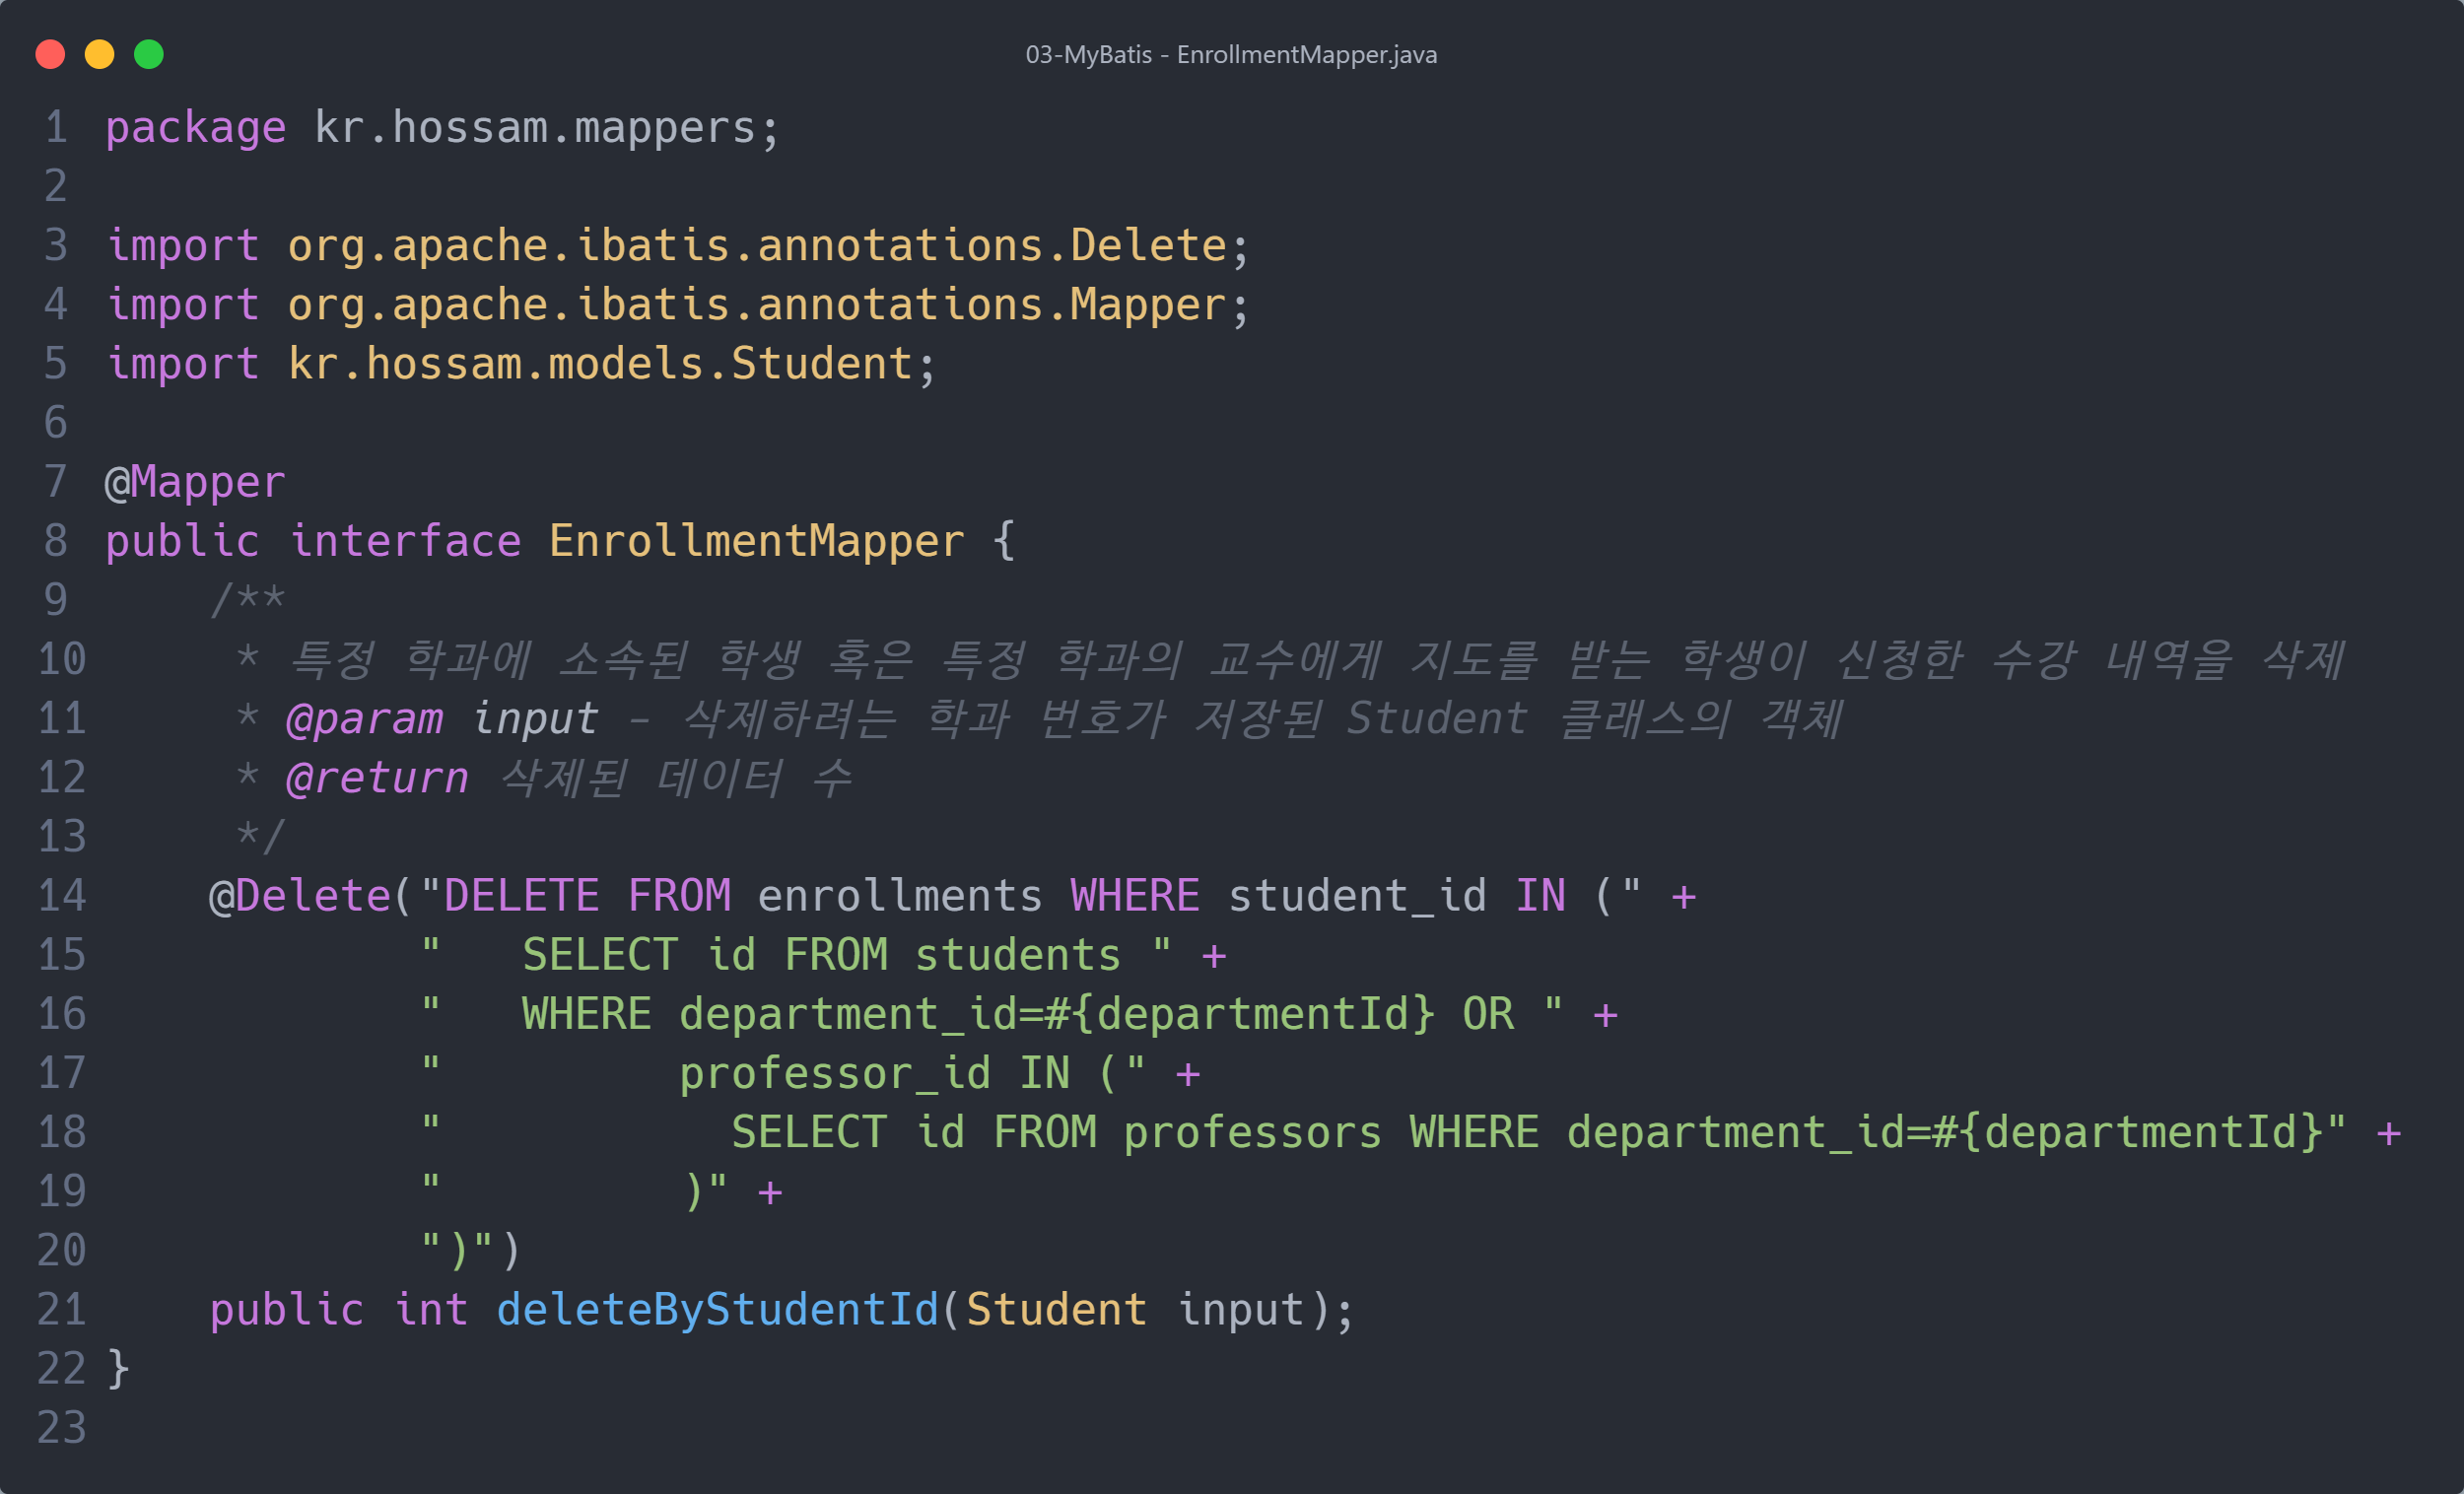 03-MyBatis - EnrollmentMapper.java
1 package kr.hossam.mappers;
2
3 import org.apache.ibatis.annotations.Delete;
4 import org.apache.ibatis.annotations.Mapper;
5 import kr.hossam.models.Student;
6
7 @Mapper
8 public interface EnrollmentMapper {
9     /**
10      * 특정 학과에 소속된 학생 혹은 특정 학과의 교수에게 지도를 받는 학생이 신청한 수강 내역을 삭제
11      * @param input - 삭제하려는 학과 번호가 저장된 Student 클래스의 객체
12      * @return 삭제된 데이터 수
13      */
14     @Delete("DELETE FROM enrollments WHERE student_id IN (" +
15             "   SELECT id FROM students " +
16             "   WHERE department_id=#{departmentId} OR " +
17             "         professor_id IN (" +
18             "           SELECT id FROM professors WHERE department_id=#{departmentId}" +
19             "         )" +
20             ")")
21     public int deleteByStudentId(Student input);
22 }
23